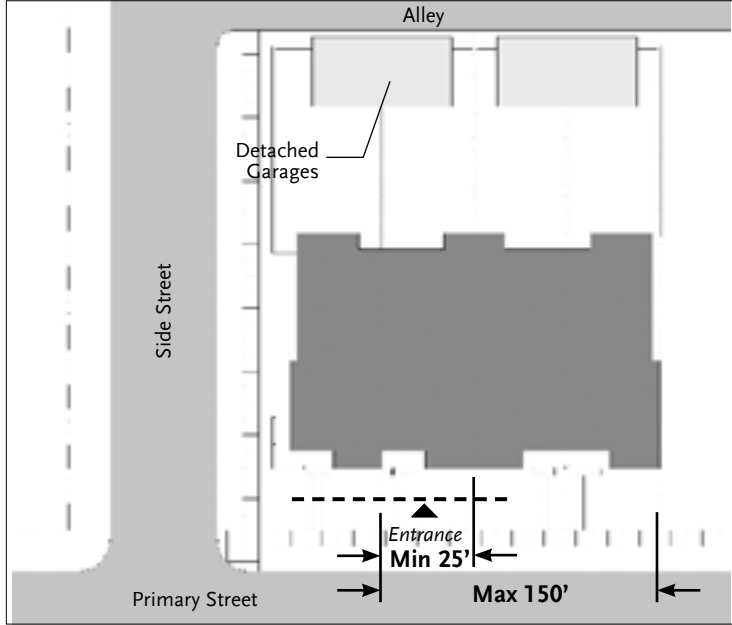 Alley
Detached
Garages
Side Street
Entrance
Min 25’
Max 150’
Primary Street